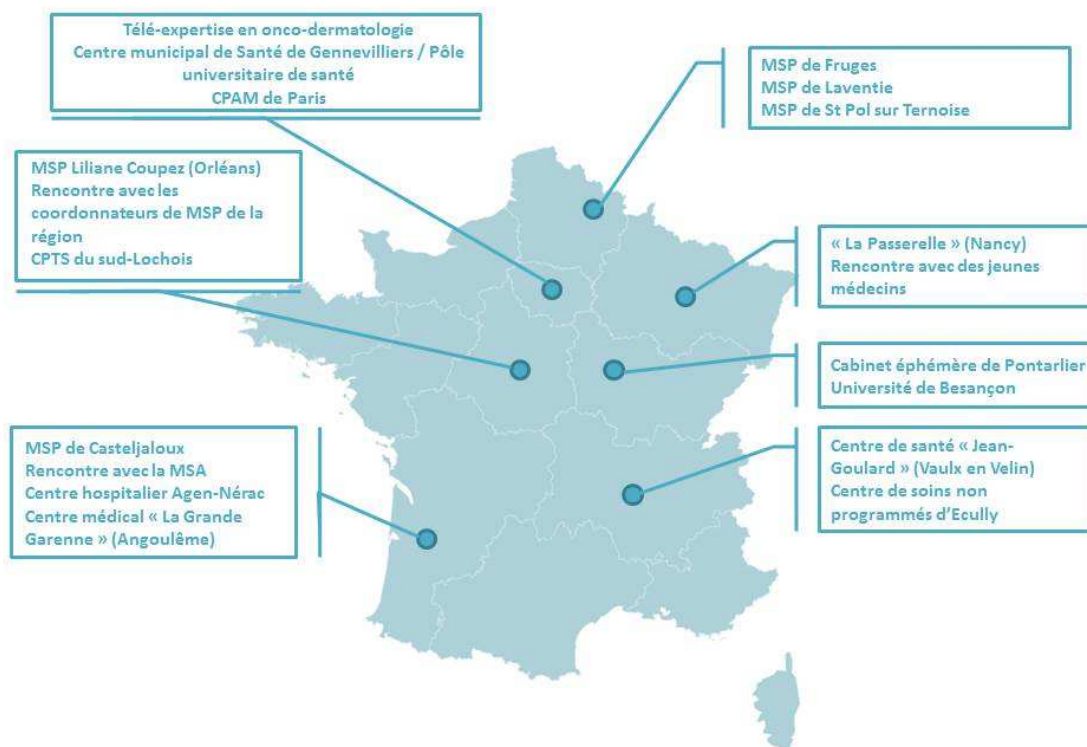 Télé-expertise en onco-dermatologie
Centre municipal de Santé de Gennevilliers / Pôle
universitaire de santé
CPAM de Paris
MSP de Fruges
MSP de Laventie
MSP de St Pol sur Ternoise
MSP Liliane Coupez (Orléans)
Rencontre avec les
coordonnateurs de MSP de la
région
CPTS du sud-Lochois
« La Passerelle » (Nancy)
Rencontre avec des jeunes
médecins
Cabinet éphémère de Pontarlier
Université de Besançon
MSP de Casteljaloux
Rencontre avec la MSA
Centre hospitalier Agen-Nérac
Centre médical « La Grande
Garenne » (Angoulême)
Centre de santé « Jean-
Goulard » (Vaulx en Velin)
Centre de soins non
programmés d’Ecully